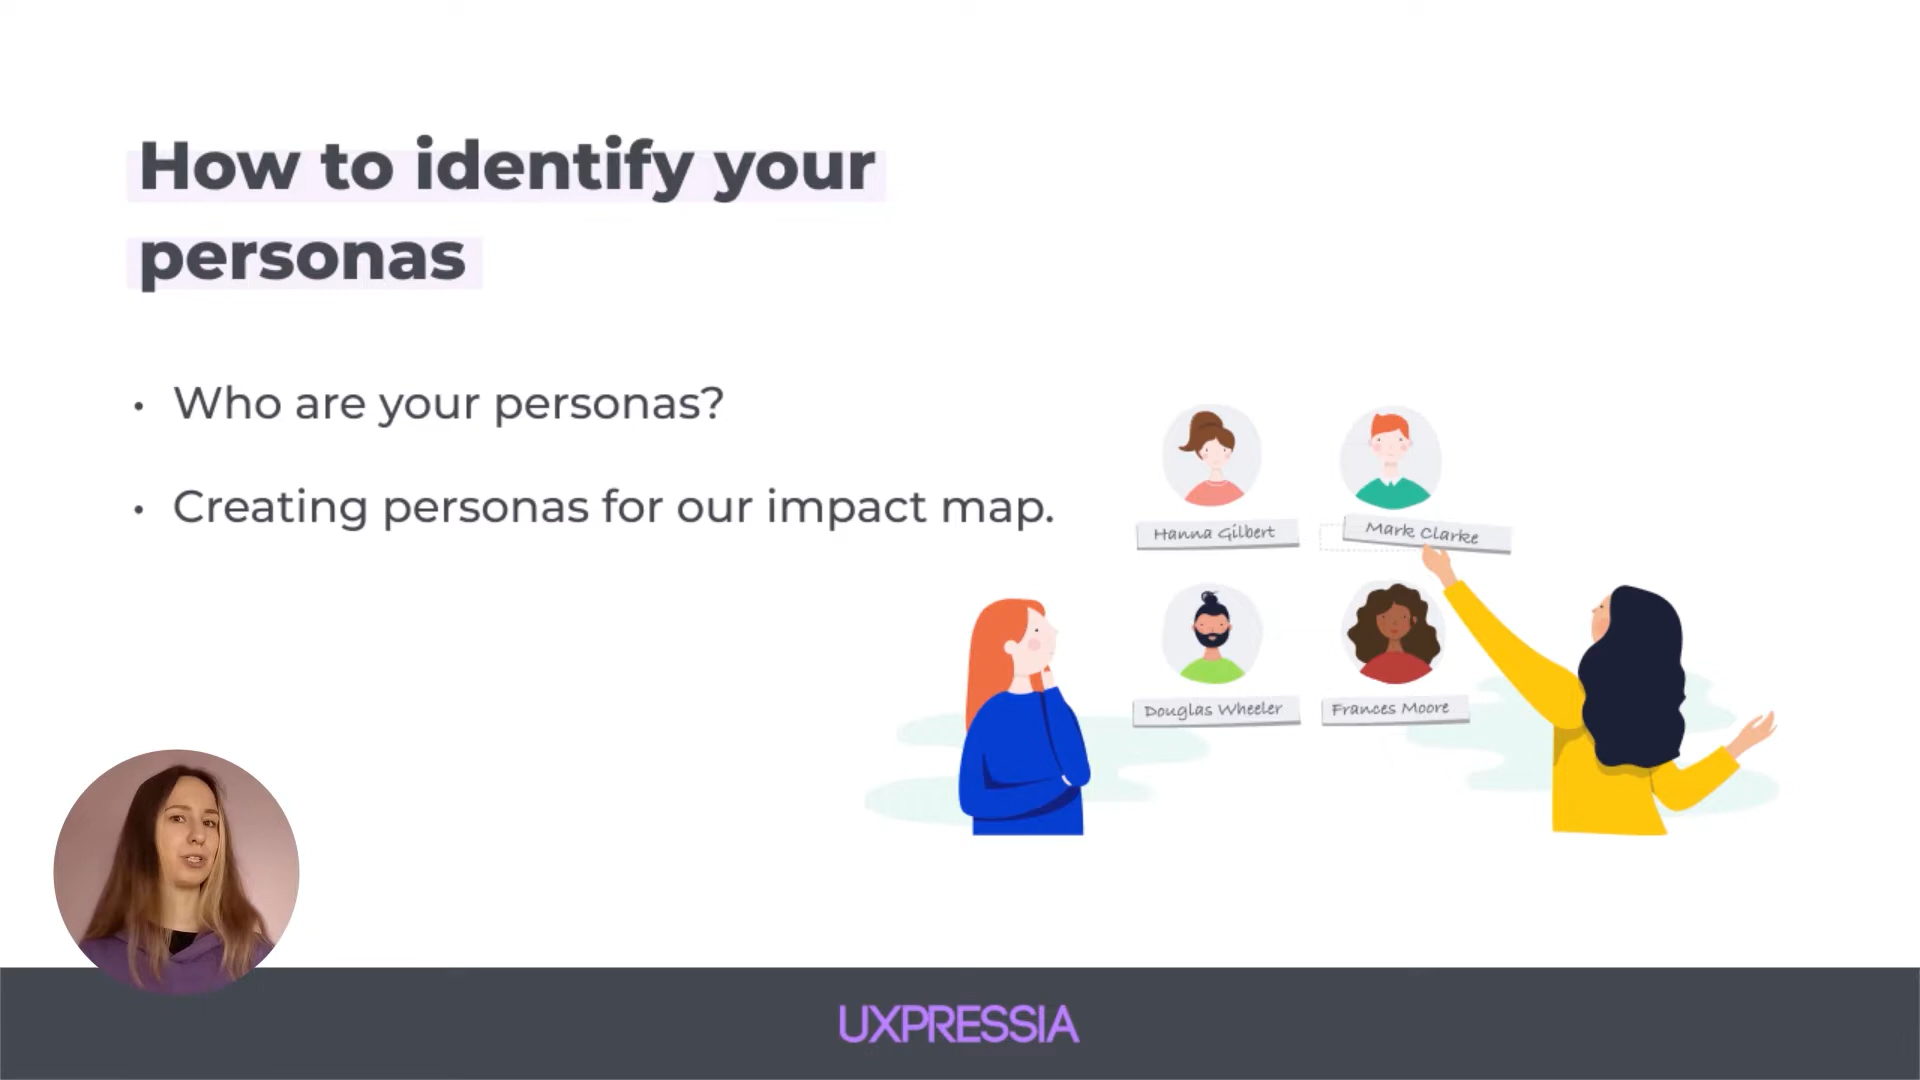 How to identify your
personas
• Who are your personas?
• Creating personas for our impact map.
Hanna Gilbert
Mark Clarke
Douglas Wheeler
Frances Moore
UXPRESSIA